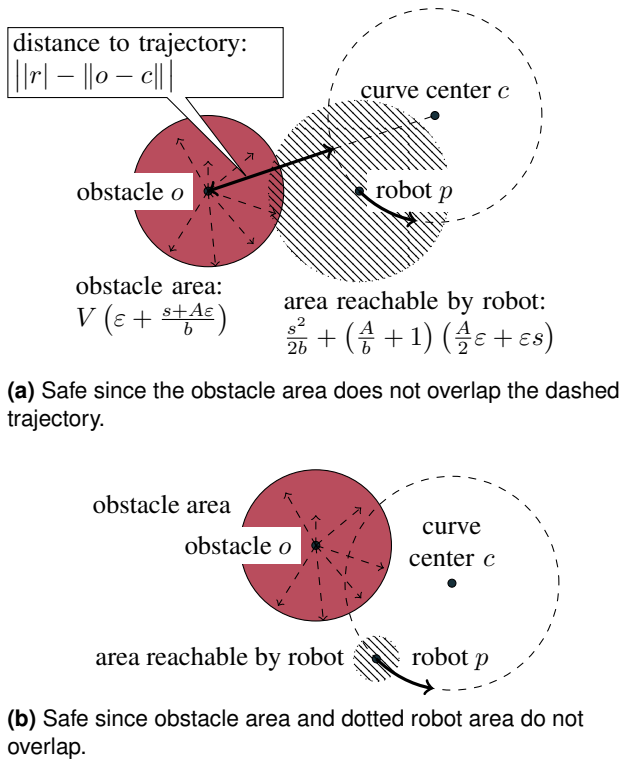 distance to trajectory:
||r| − ‖o − c‖|
curve center c
obstacle o
robot p
obstacle area:
V (ε + (s+Aε)/b)
area reachable by robot:
s²/2b + (A/b + 1) (A/2 ε + εs)
(a) Safe since the obstacle area does not overlap the dashed
trajectory.
obstacle area
curve
center c
obstacle o
area reachable by robot
robot p
(b) Safe since obstacle area and dotted robot area do not
overlap.